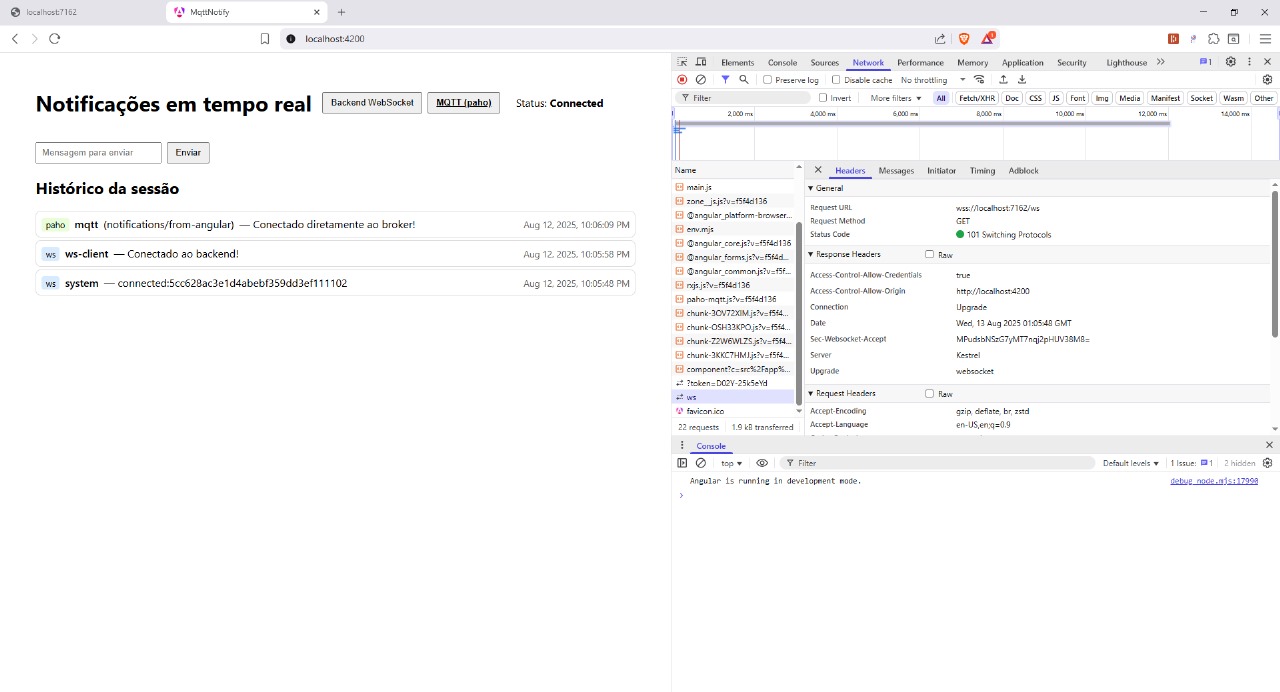 localhost:7162
MqttNotify
localhost:4200
Notificações em tempo real
Backend WebSocket
MQTT (paho)
Status: Connected
Mensagem para enviar
Enviar
Histórico da sessão
paho mqtt (notifications/from-angular) — Conectado diretamente ao broker! Aug 12, 2025, 10:06:09 PM
ws ws-client — Conectado ao backend! Aug 12, 2025, 10:05:58 PM
ws system — connected:5cc628ac3e1d4abebf359dd3ef111102 Aug 12, 2025, 10:05:48 PM
Elements Console Sources Network Performance Memory Application Security Lighthouse 1
Preserve log Disable cache No throttling
Filter Invert More filters All Fetch/XHR Doc CSS JS Font Img Media Manifest Socket Wasm Other
2,000 ms 4,000 ms 6,000 ms 8,000 ms 10,000 ms 12,000 ms 14,000 ms
Name
main.js
zone__js.js?v=f5f4d136
@angular_platform-browser...
env.mjs
@angular_core.js?v=f5f4d136
@angular_forms.js?v=f5f4d...
@angular_common.js?v=f5f...
rxjs.js?v=f5f4d136
paho-mqtt.js?v=f5f4d136
chunk-3OV72XIM.js?v=f5f4...
chunk-OSH33KPO.js?v=f5f4...
chunk-Z2W6WLZS.js?v=f5f4...
chunk-3KKC7HMJ.js?v=f5f4...
component?c=src%2Fapp%...
?token=D02Y-25k5eYd
ws
favicon.ico
22 requests 1.9 kB transferred
Headers Messages Initiator Timing Adblock
General
Request URL wss://localhost:7162/ws
Request Method GET
Status Code 101 Switching Protocols
Response Headers Raw
Access-Control-Allow-Credentials true
Access-Control-Allow-Origin http://localhost:4200
Connection Upgrade
Date Wed, 13 Aug 2025 01:05:48 GMT
Sec-Websocket-Accept MPudsbNSzG7yMT7nqj2pHUV38M8=
Server Kestrel
Upgrade websocket
Request Headers Raw
Accept-Encoding gzip, deflate, br, zstd
Accept-Language en-US,en;q=0.9
Console
top Filter Default levels 1 Issue: 1 2 hidden
Angular is running in development mode. debug_node.mjs:17990